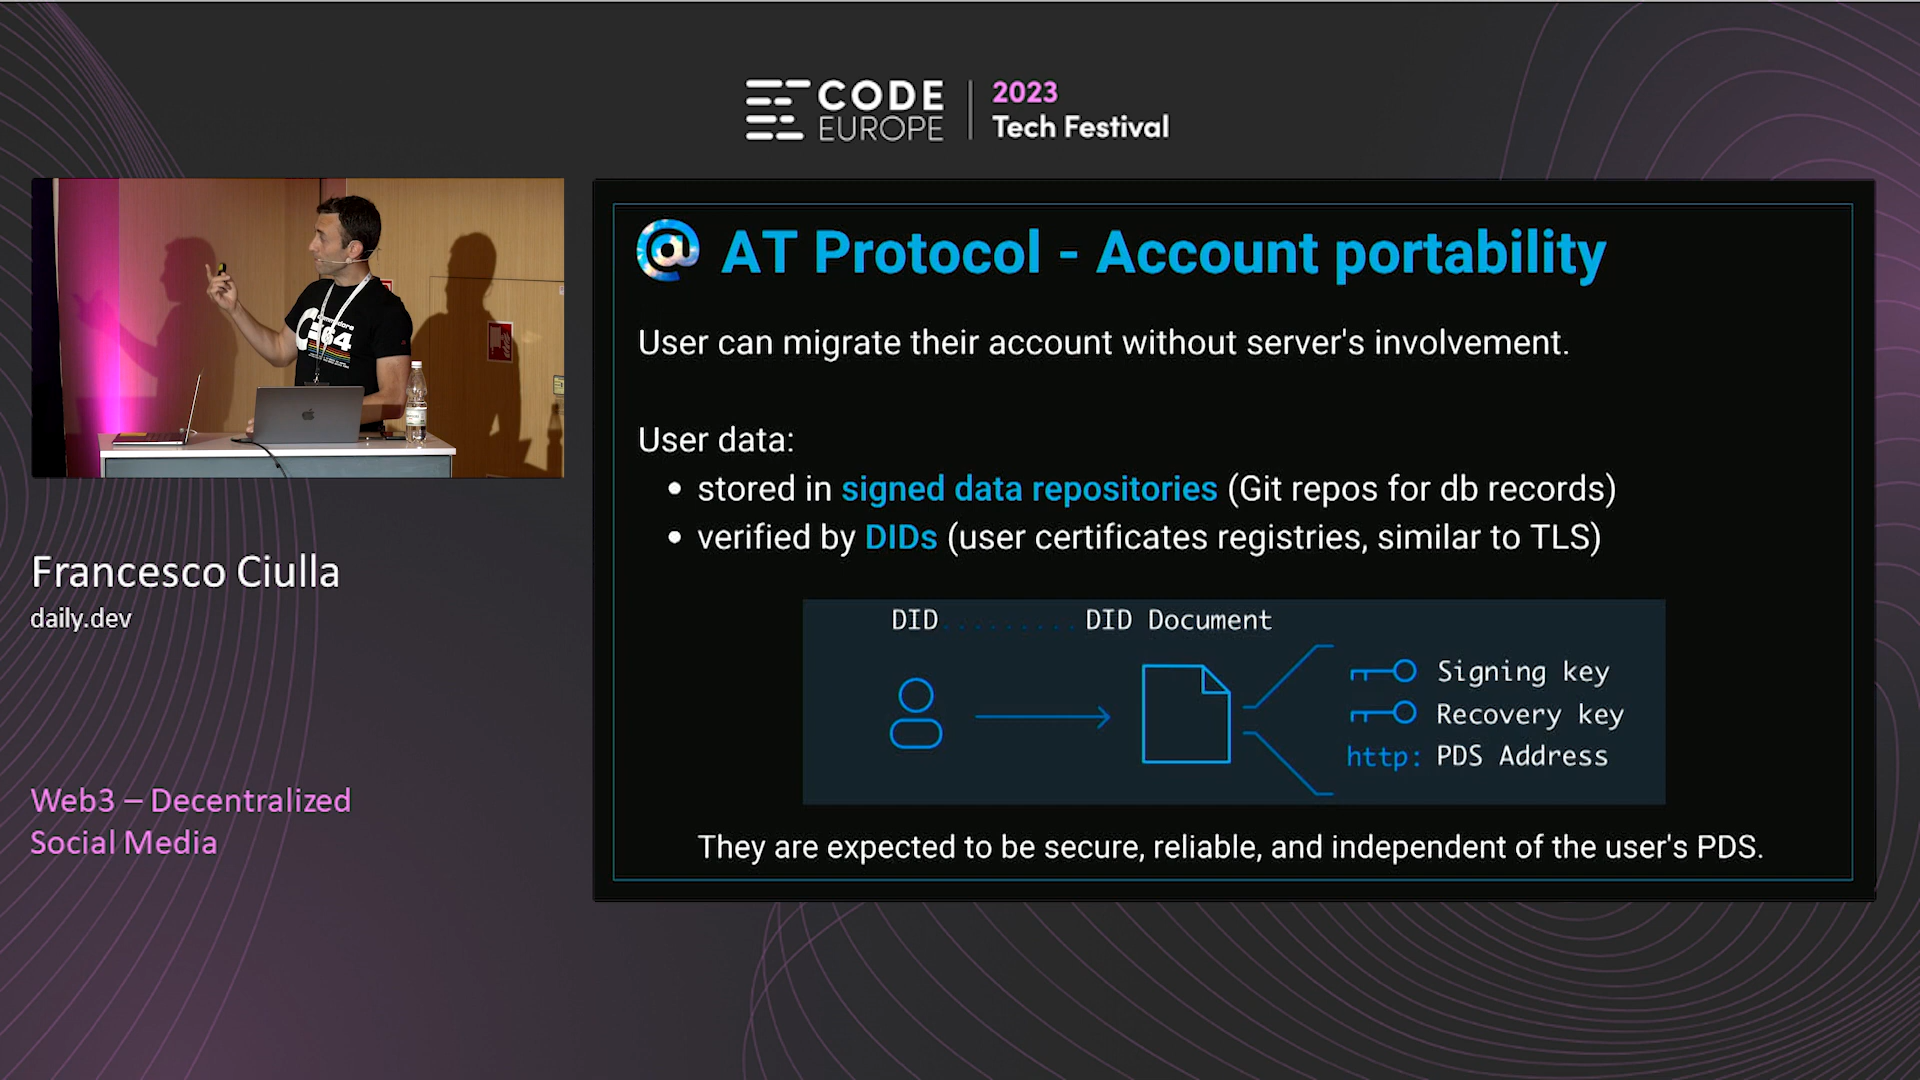 CODE
EUROPE
2023
Tech Festival
64
Francesco Ciulla
daily.dev
Web3 – Decentralized
Social Media
@ AT Protocol - Account portability
User can migrate their account without server's involvement.
User data:
• stored in signed data repositories (Git repos for db records)
• verified by DIDs (user certificates registries, similar to TLS)
DID......... DID Document
Signing key
Recovery key
http: PDS Address
They are expected to be secure, reliable, and independent of the user's PDS.